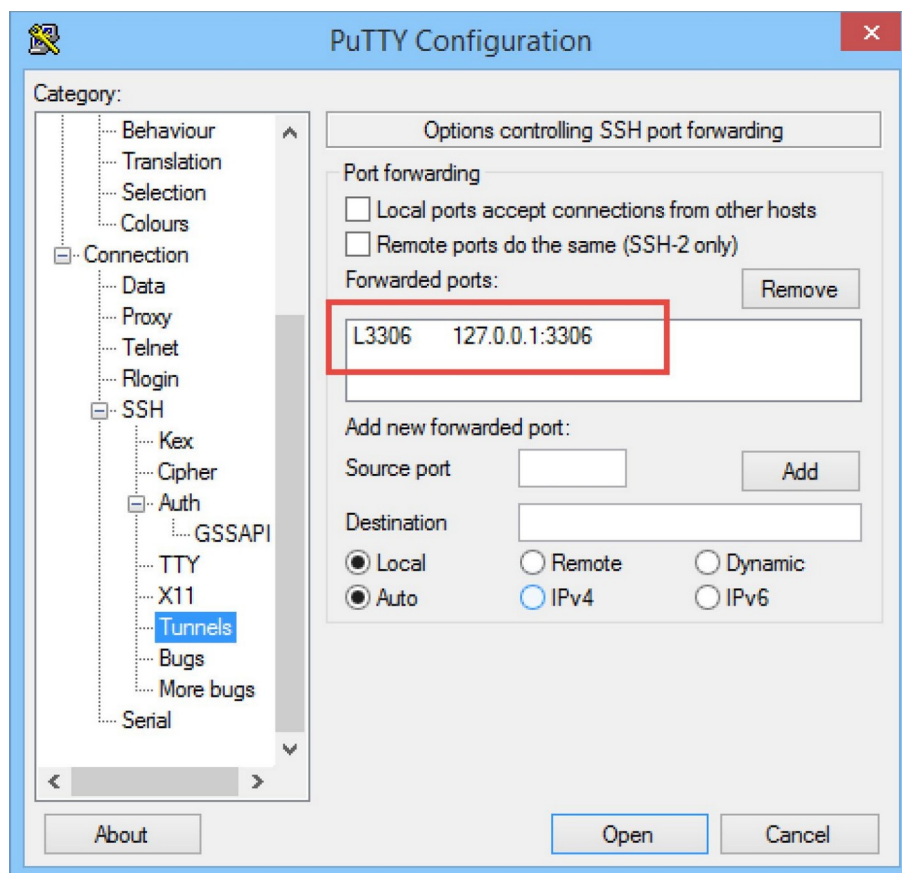 PuTTY Configuration
Category:
Behaviour
Translation
Selection
Colours
Connection
Data
Proxy
Telnet
Rlogin
SSH
Kex
Cipher
Auth
GSSAPI
TTY
X11
Tunnels
Bugs
More bugs
Serial
Options controlling SSH port forwarding
Port forwarding
Local ports accept connections from other hosts
Remote ports do the same (SSH-2 only)
Forwarded ports: Remove
L3306 127.0.0.1:3306
Add new forwarded port:
Source port Add
Destination
Local Remote Dynamic
Auto IPv4 IPv6
About Open Cancel